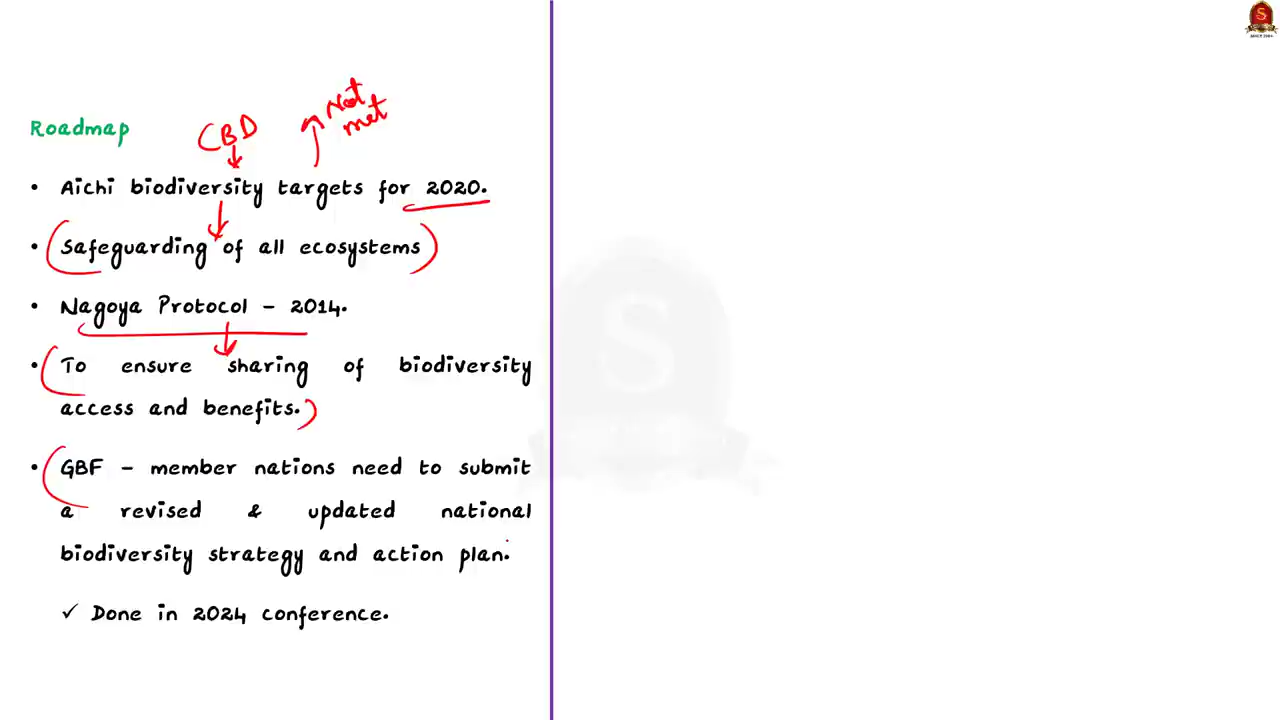 Not
met
CBD
Roadmap
• Aichi biodiversity targets for 2020.
• Safeguarding of all ecosystems
• Nagoya Protocol – 2014.
• To ensure sharing of biodiversity
access and benefits.
• GBF – member nations need to submit
a revised & updated national
biodiversity strategy and action plan.
✓ Done in 2024 conference.
S